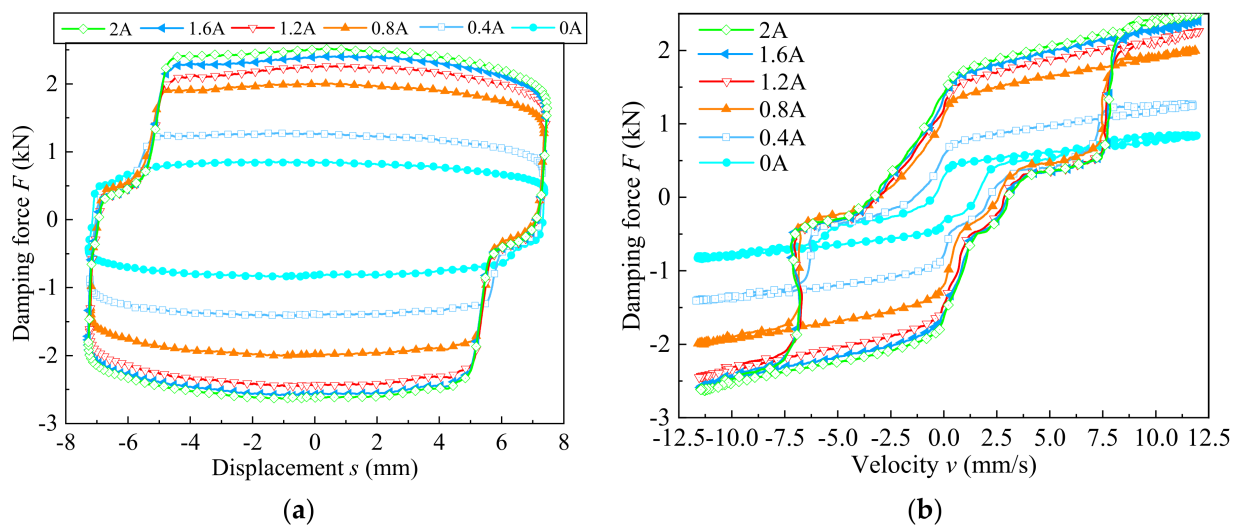 2A 1.6A 1.2A 0.8A 0.4A 0A
Damping force F (kN)
2
1
0
-1
-2
-3
-8 -6 -4 -2 0 2 4 6 8
Displacement s (mm)
(a)
2A
1.6A
1.2A
0.8A
0.4A
0A
Damping force F (kN)
2
1
0
-1
-2
-3
-12.5 -10.0 -7.5 -5.0 -2.5 0.0 2.5 5.0 7.5 10.0 12.5
Velocity v (mm/s)
(b)